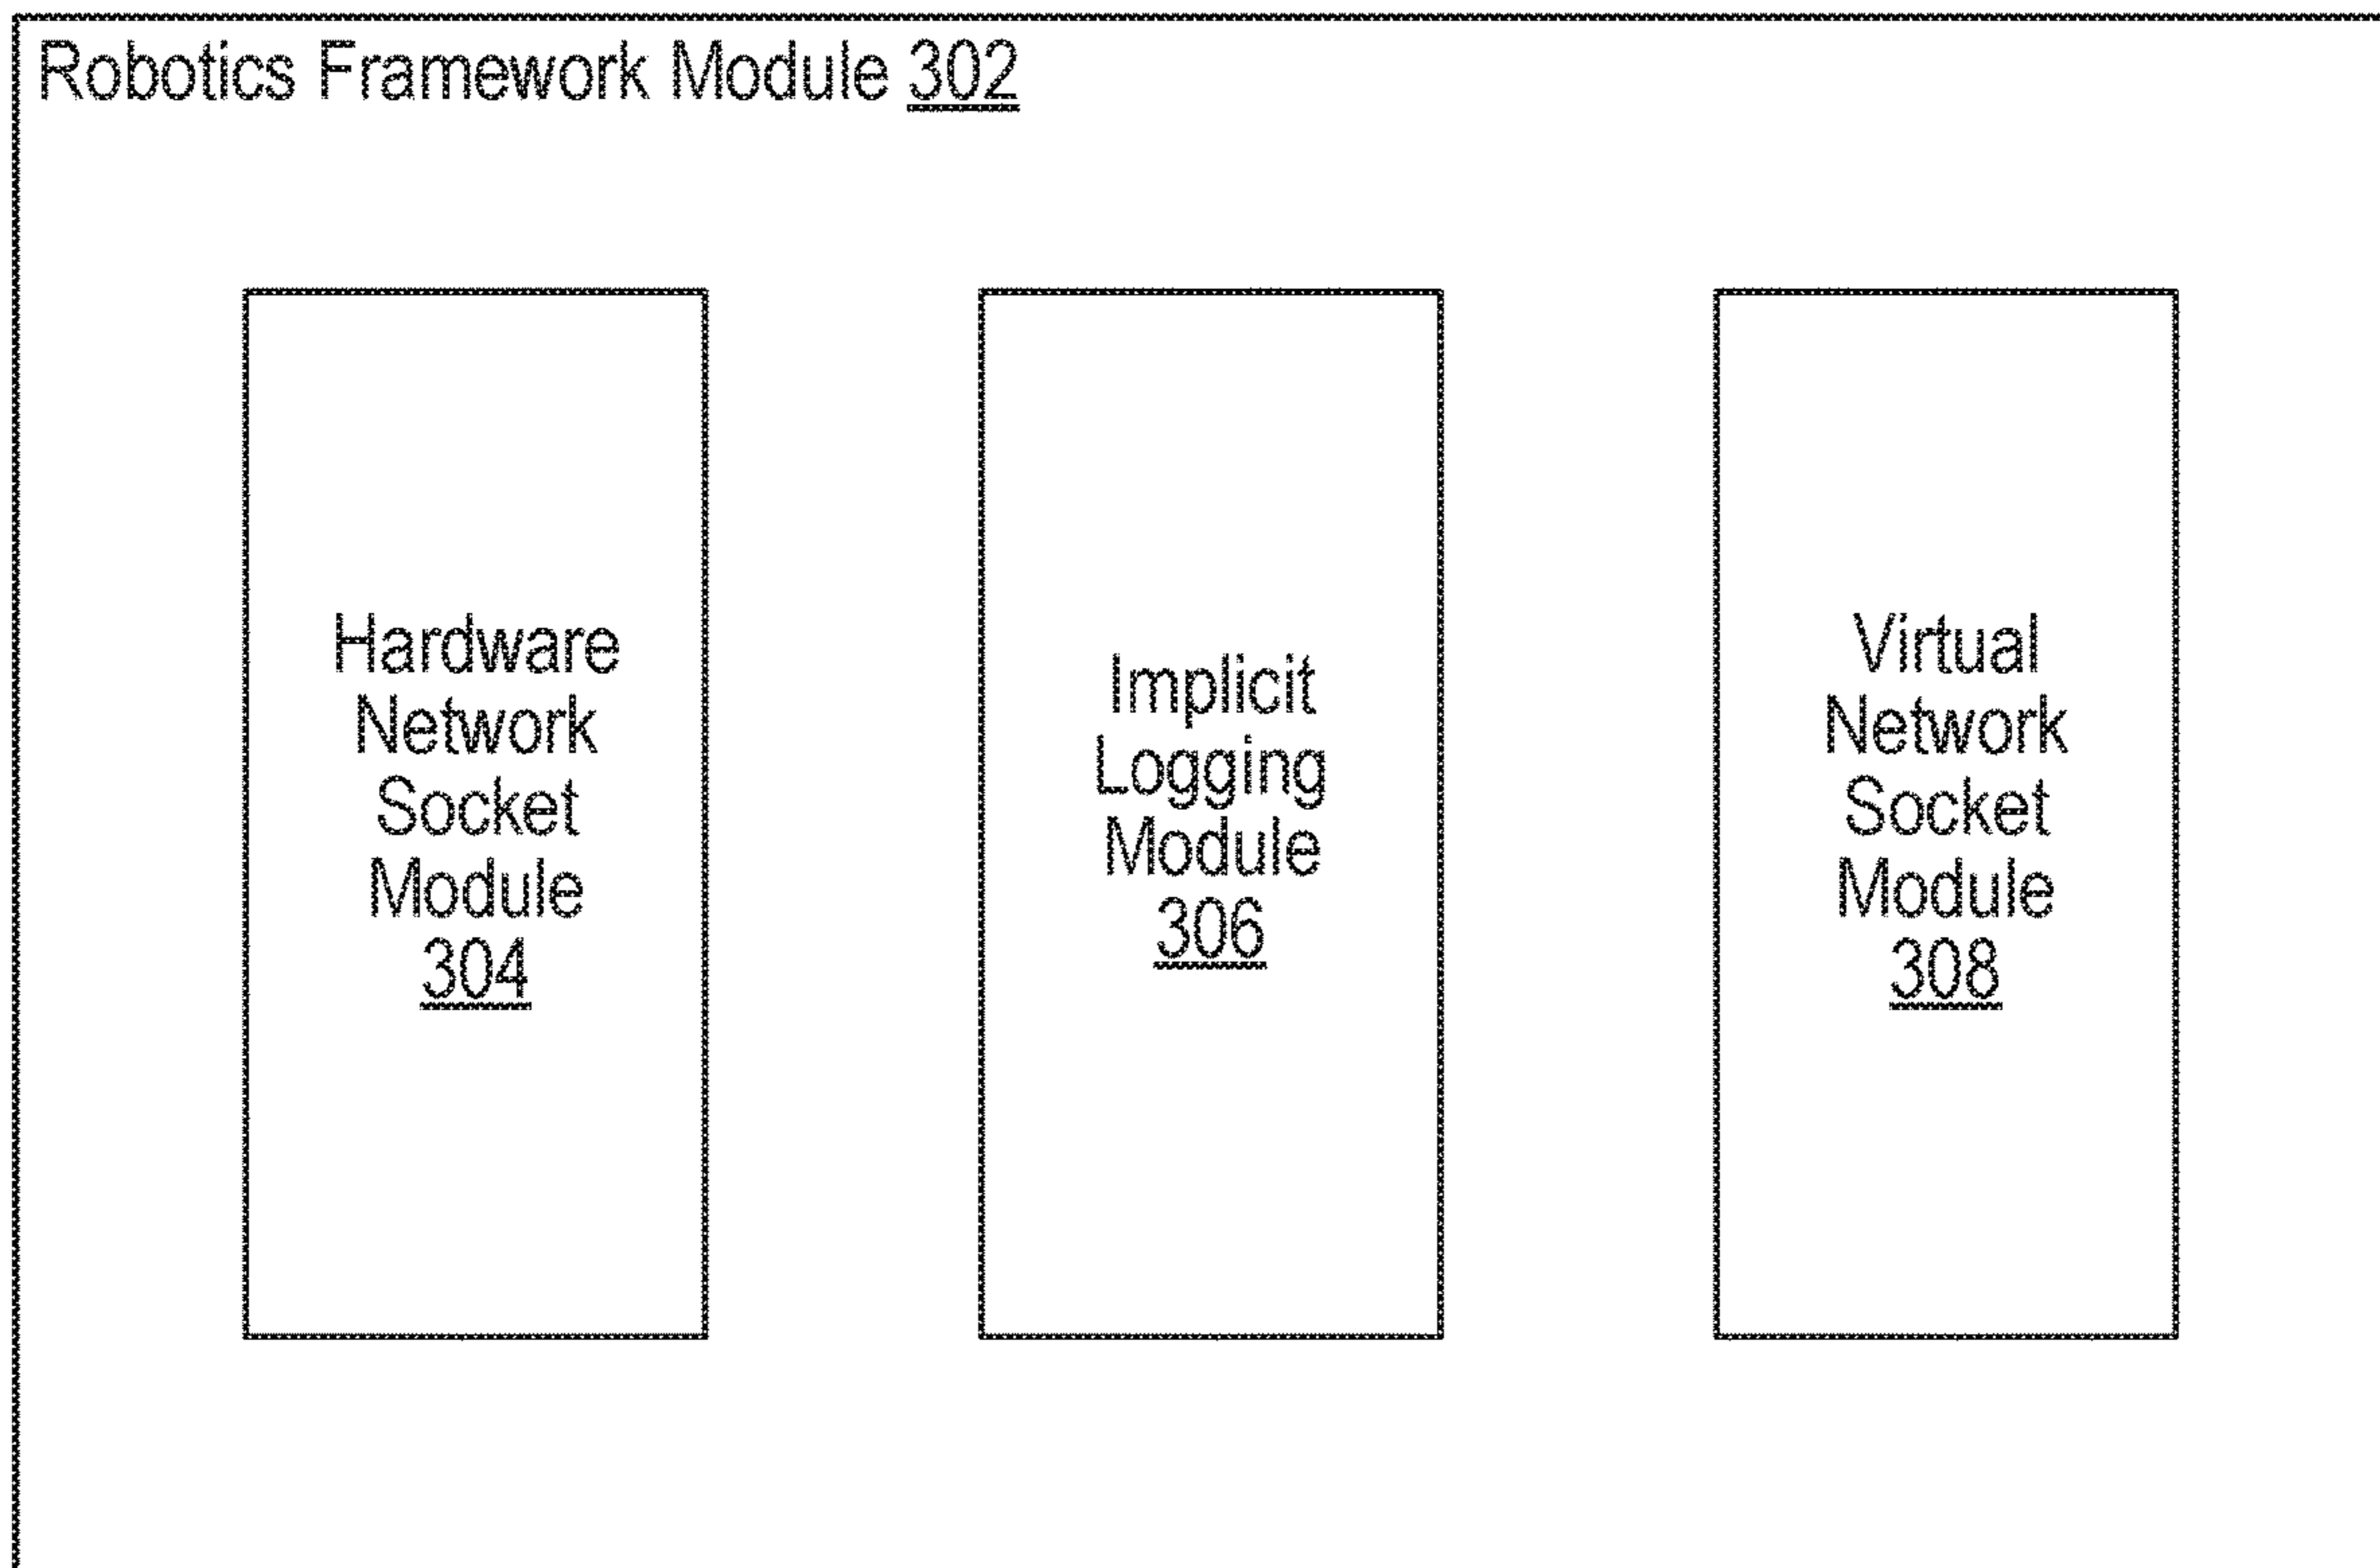 Robotics Framework Module 302
Hardware
Network
Socket
Module
304
Implicit
Logging
Module
306
Virtual
Network
Socket
Module
308